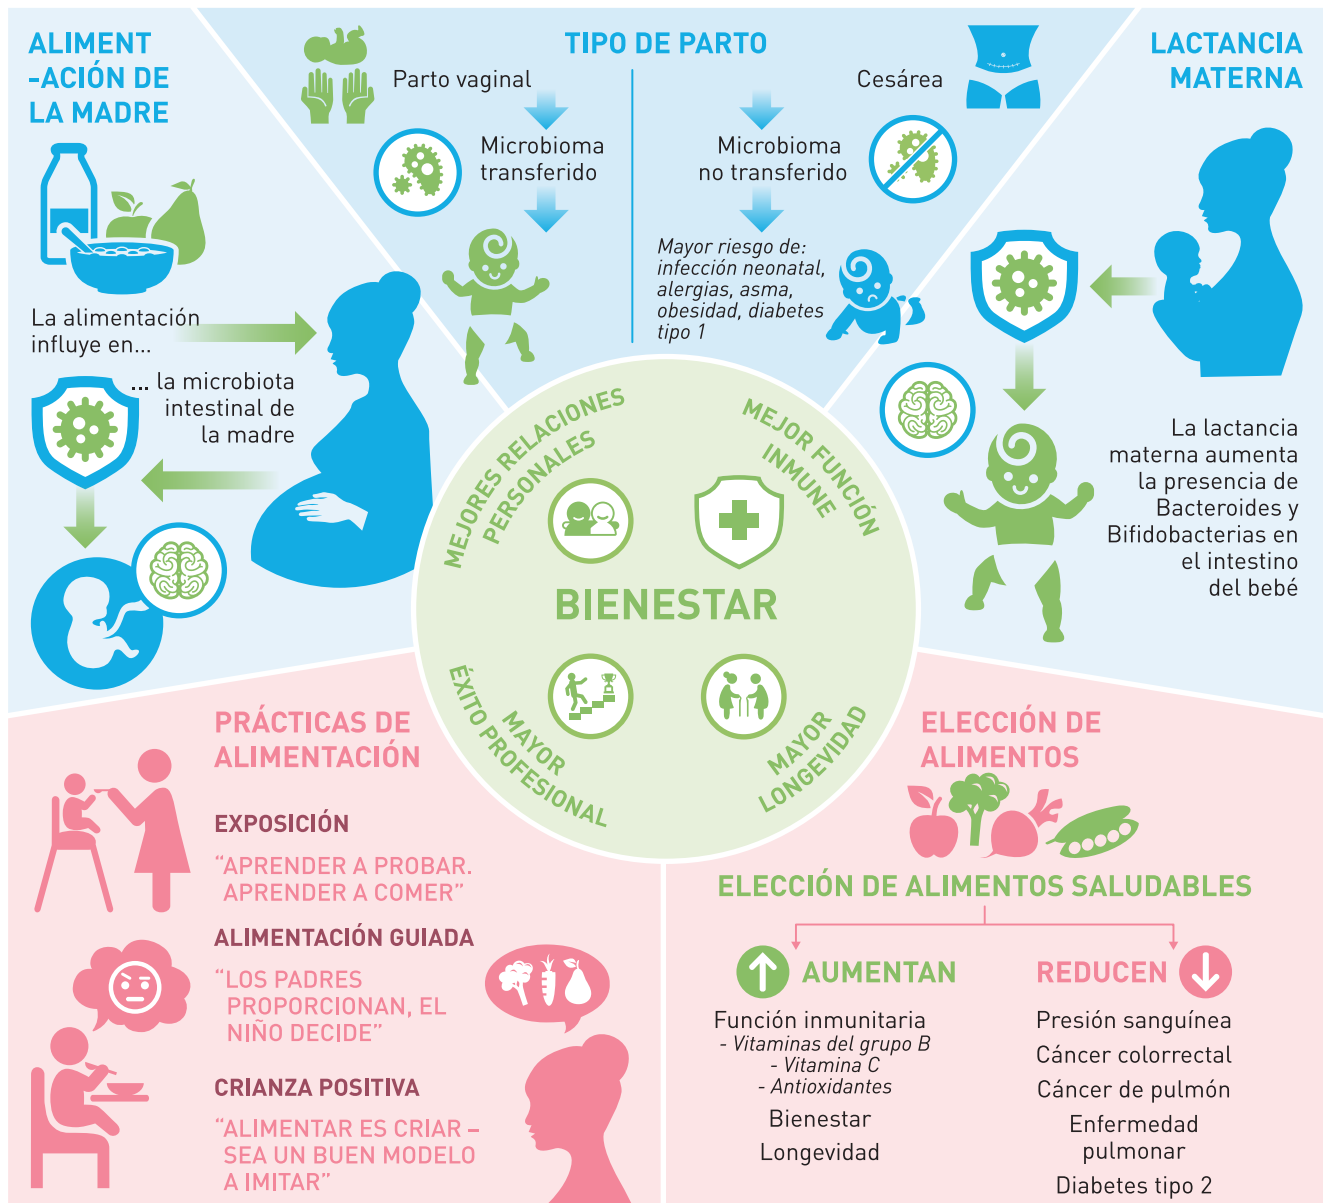 ALIMENT
-ACIÓN DE
LA MADRE
La alimentación
influye en...
... la microbiota
intestinal de
la madre
TIPO DE PARTO
Parto vaginal
Microbioma
transferido
Cesárea
Microbioma
no transferido
Mayor riesgo de:
infección neonatal,
alergias, asma,
obesidad, diabetes
tipo 1
LACTANCIA
MATERNA
La lactancia
materna aumenta
la presencia de
Bacteroides y
Bifidobacterias en
el intestino
del bebé
MEJORES RELACIONES
PERSONALES
MEJOR FUNCIÓN
INMUNE
BIENESTAR
MAYOR
ÉXITO PROFESIONAL
MAYOR
LONGEVIDAD
PRÁCTICAS DE
ALIMENTACIÓN
EXPOSICIÓN
“APRENDER A PROBAR.
APRENDER A COMER”
ALIMENTACIÓN GUIADA
“LOS PADRES
PROPORCIONAN, EL
NIÑO DECIDE”
CRIANZA POSITIVA
“ALIMENTAR ES CRIAR –
SEA UN BUEN MODELO
A IMITAR”
ELECCIÓN DE
ALIMENTOS
ELECCIÓN DE ALIMENTOS SALUDABLES
AUMENTAN
Función inmunitaria
- Vitaminas del grupo B
- Vitamina C
- Antioxidantes
Bienestar
Longevidad
REDUCEN
Presión sanguínea
Cáncer colorrectal
Cáncer de pulmón
Enfermedad
pulmonar
Diabetes tipo 2